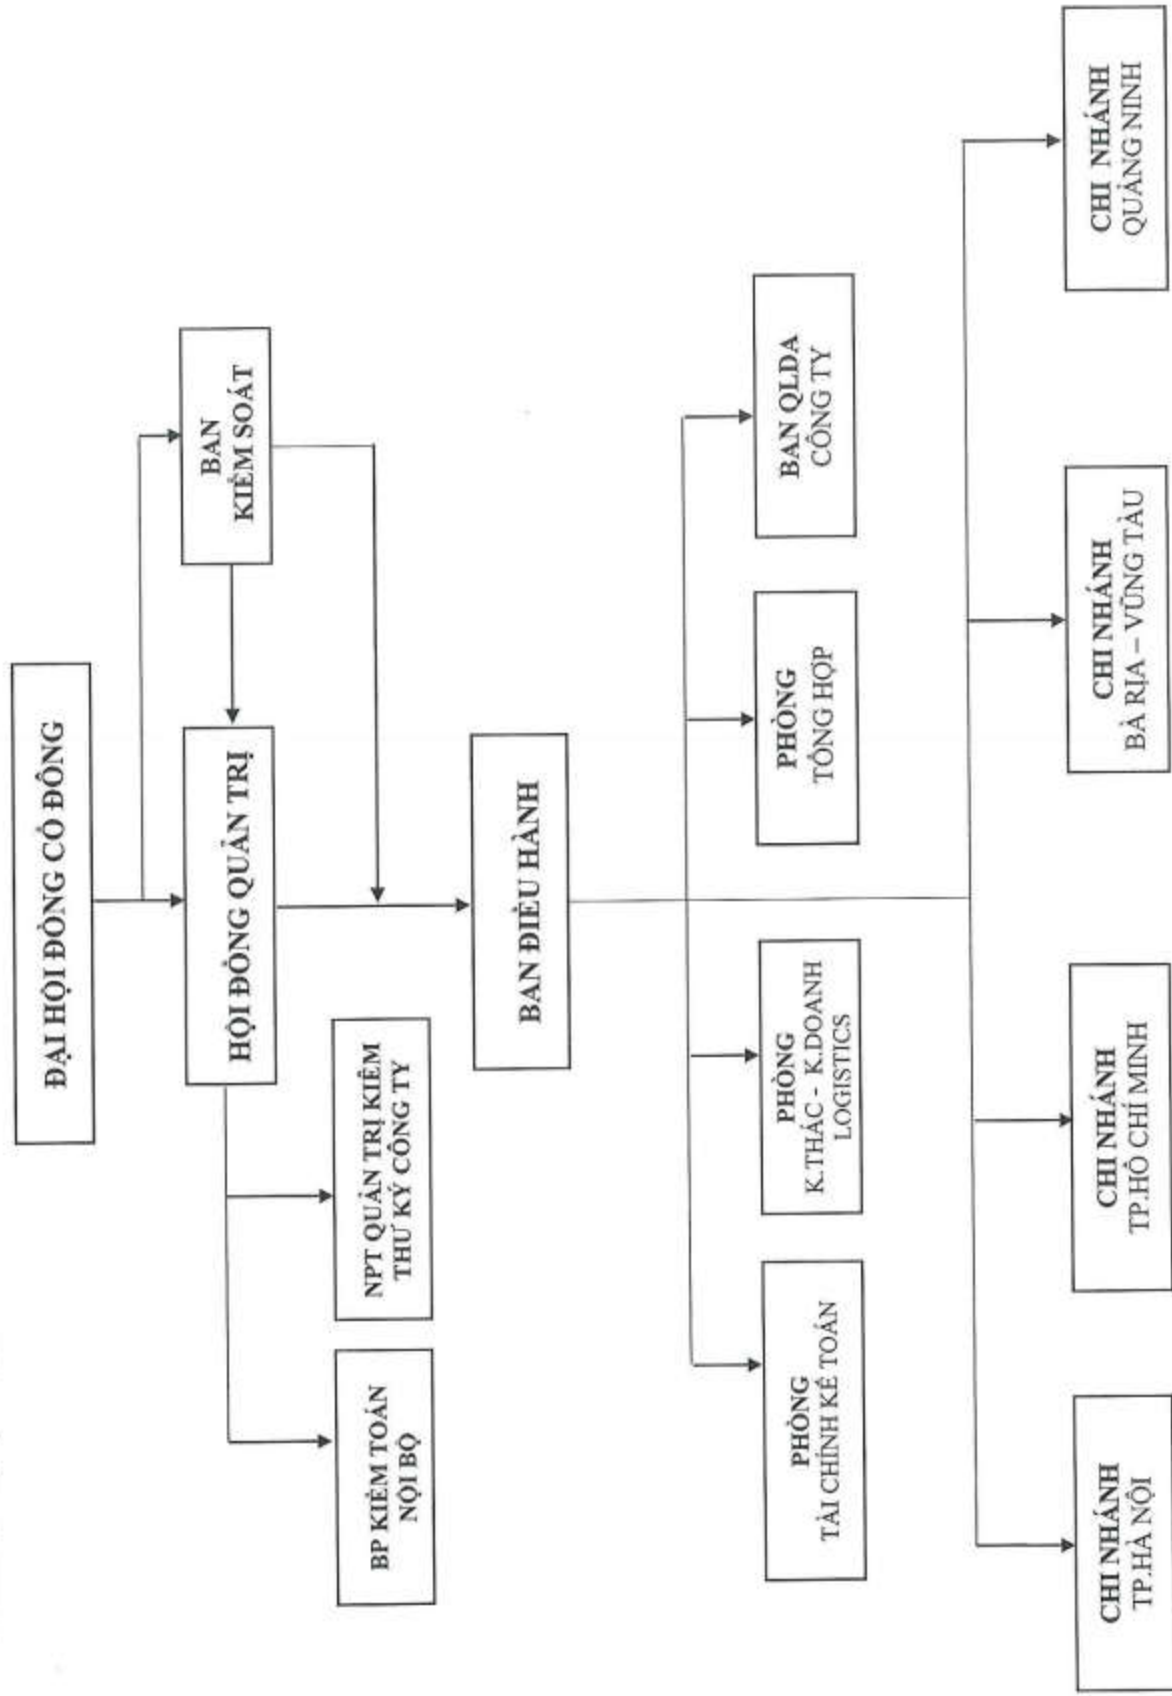 ĐẠI HỘI ĐỒNG CỔ ĐÔNG
BAN
KIỂM SOÁT
HỘI ĐỒNG QUẢN TRỊ
BP KIỂM TOÁN
NỘI BỘ
NPT QUẢN TRỊ KIÊM
THƯ KÝ CÔNG TY
BAN ĐIỀU HÀNH
PHÒNG
TÀI CHÍNH KẾ TOÁN
PHÒNG
K.THÁC - K.DOANH
LOGISTICS
PHÒNG
TỔNG HỢP
BAN QLDA
CÔNG TY
CHI NHÁNH
TP.HÀ NỘI
CHI NHÁNH
TP.HỒ CHÍ MINH
CHI NHÁNH
BÀ RỊA – VŨNG TÀU
CHI NHÁNH
QUẢNG NINH